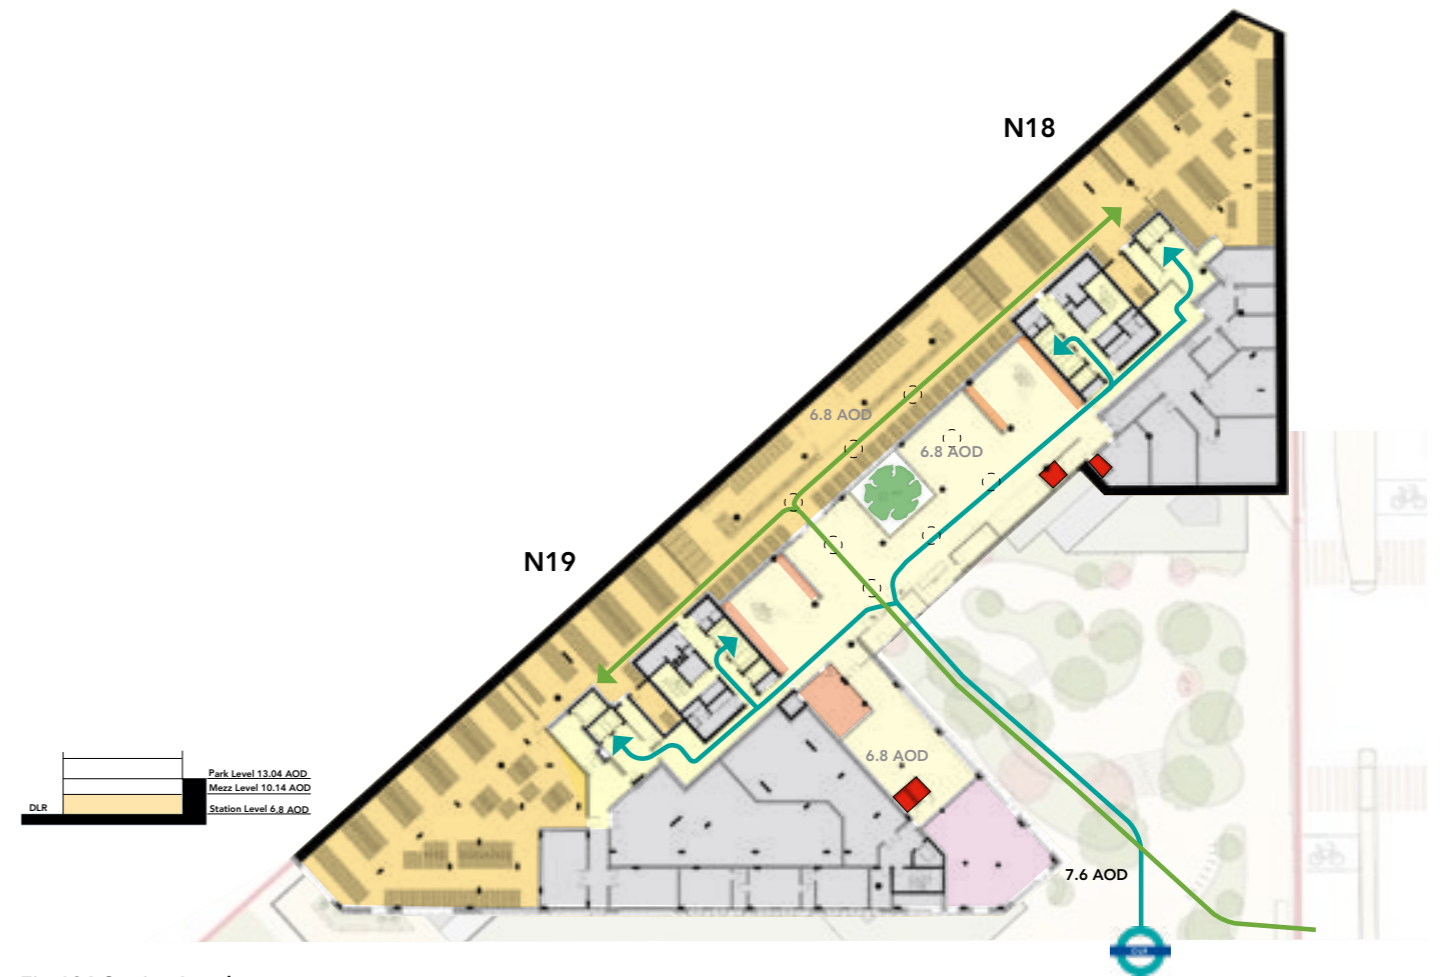 N18
6.8 AOD
6.8 AOD
N19
6.8 AOD
Park Level 13.04 AOD
Mezz Level 10.14 AOD
DLR
Station Level 6.8 AOD
7.6 AOD
DLR